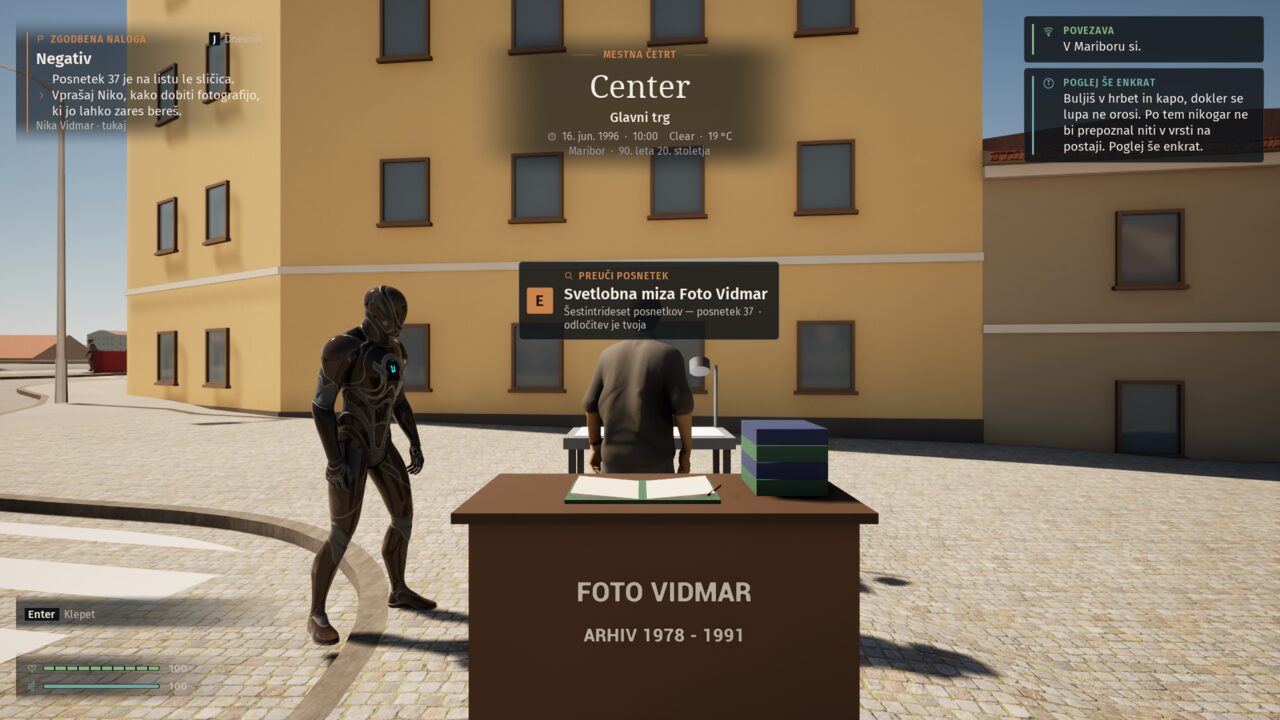 ZGODBENA NALOGA
J Dnevnik
Negativ
Posnetek 37 je na listu le sličica.
Vprašaj Niko, kako dobiti fotografijo,
ki jo lahko zares bereš.
Nika Vidmar · tukaj
MESTNA ČETRT
Center
Glavni trg
16. jun. 1996 · 10:00 Clear · 19 °C
Maribor · 90. leta 20. stoletja
POVEZAVA
V Mariboru si.
POGLEJ ŠE ENKRAT
Buljiš v hrbet in kapo, dokler se
lupa ne orosi. Po tem nikogar ne
bi prepoznal niti v vrsti na
postaji. Poglej še enkrat.
PREUČI POSNETEK
E
Svetlobna miza Foto Vidmar
Šestintrideset posnetkov — posnetek 37 ·
odločitev je tvoja
FOTO VIDMAR
ARHIV 1978 - 1991
Enter Klepet
100
100